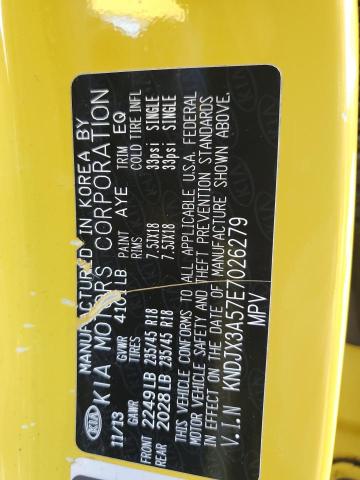 MANUFACTURED IN KOREA BY
KIA KIA MOTORS CORPORATION
11/13 GVWR PAINT AYE TRIM EQ
GAWR TIRES RIMS COLD TIRE INFL
FRONT 2249LB 235/45 R18 7.5JX18 33psi SINGLE
REAR 2028LB 235/45 R18 7.5JX18 33psi SINGLE
THIS VEHICLE CONFORMS TO ALL APPLICABLE U.S.A. FEDERAL
MOTOR VEHICLE SAFETY AND THEFT PREVENTION STANDARDS
IN EFFECT ON THE DATE OF MANUFACTURE SHOWN ABOVE.
V.I.N KNDJX3A57E7026279
MPV